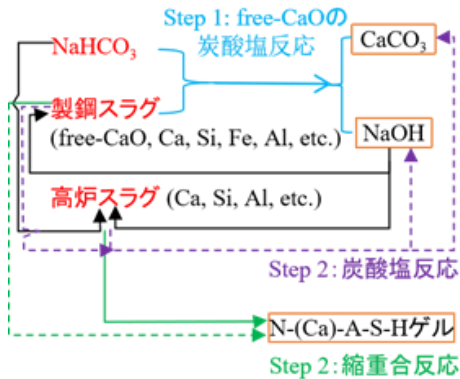 Step 1: free-CaOの
炭酸塩反応
NaHCO₃
CaCO₃
製鋼スラグ
(free-CaO, Ca, Si, Fe, Al, etc.)
NaOH
高炉スラグ (Ca, Si, Al, etc.)
Step 2:炭酸塩反応
N-(Ca)-A-S-Hゲル
Step 2:縮重合反応